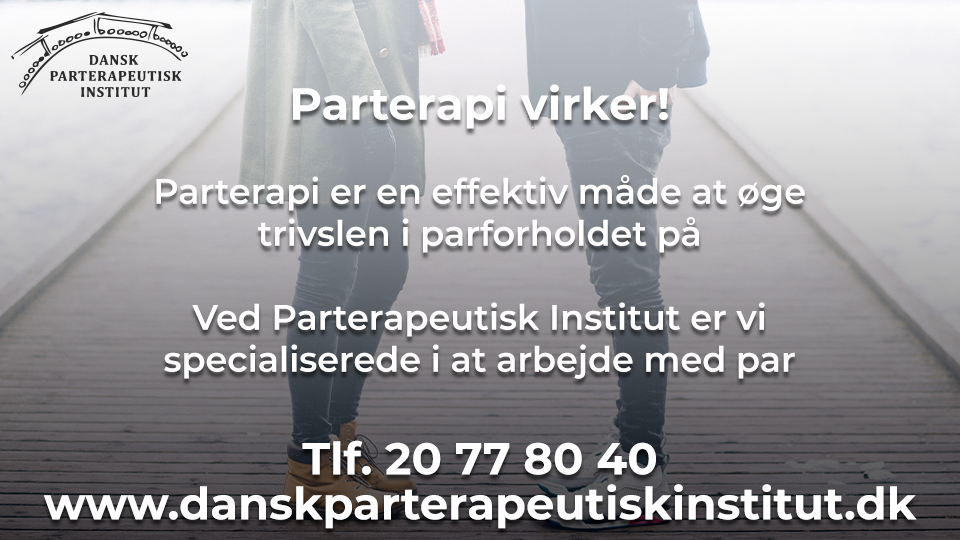 DANSK
PARTERAPEUTISK
INSTITUT
Parterapi virker!
Parterapi er en effektiv måde at øge
trivslen i parforholdet på
Ved Parterapeutisk Institut er vi
specialiserede i at arbejde med par
Tlf. 20 77 80 40
www.danskparterapeutiskinstitut.dk